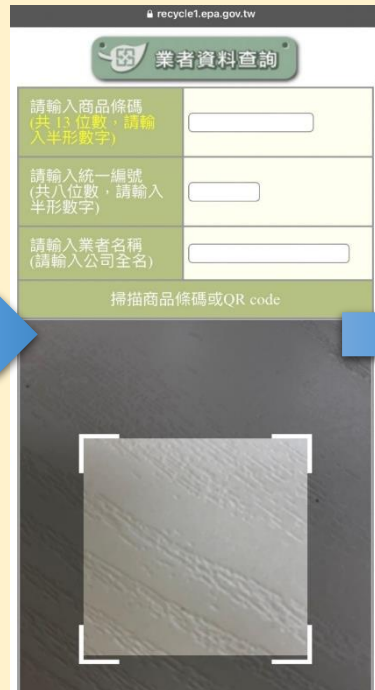 recycle1.epa.gov.tw
業者資料查詢
請輸入商品條碼
(共 13 位數，請輸
入半形數字)
請輸入統一編號
(共八位數，請輸入
半形數字)
請輸入業者名稱
(請輸入公司全名)
掃描商品條碼或QR code